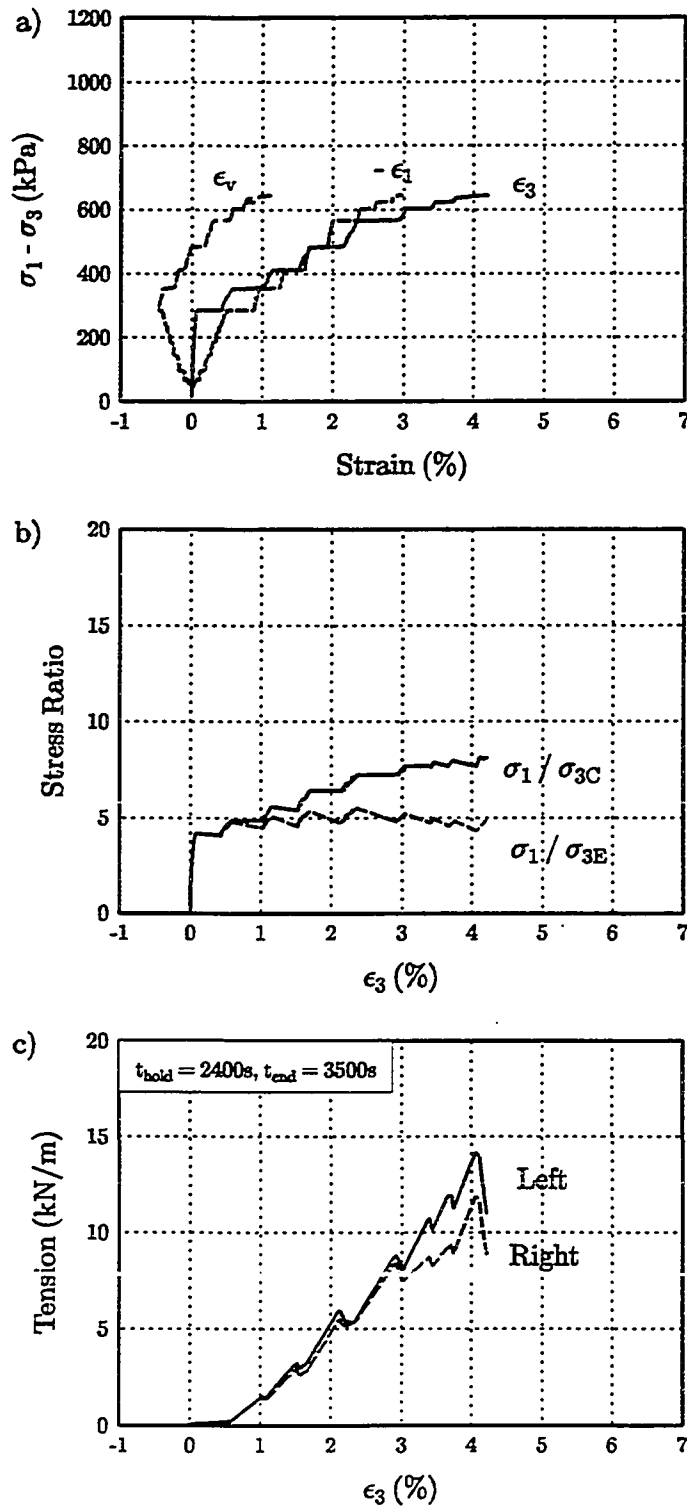 a)
1200
1000
800
600
400
200
0
σ₁ - σ₃ (kPa)
ϵᵥ
- ϵ₁
ϵ₃
-1 0 1 2 3 4 5 6 7
Strain (%)
b)
20
15
10
5
0
Stress Ratio
σ₁ / σ₃C
σ₁ / σ₃E
-1 0 1 2 3 4 5 6 7
ϵ₃ (%)
c)
20
15
10
5
0
Tension (kN/m)
t_hold = 2400s, t_end = 3500s
Left
Right
-1 0 1 2 3 4 5 6 7
ϵ₃ (%)